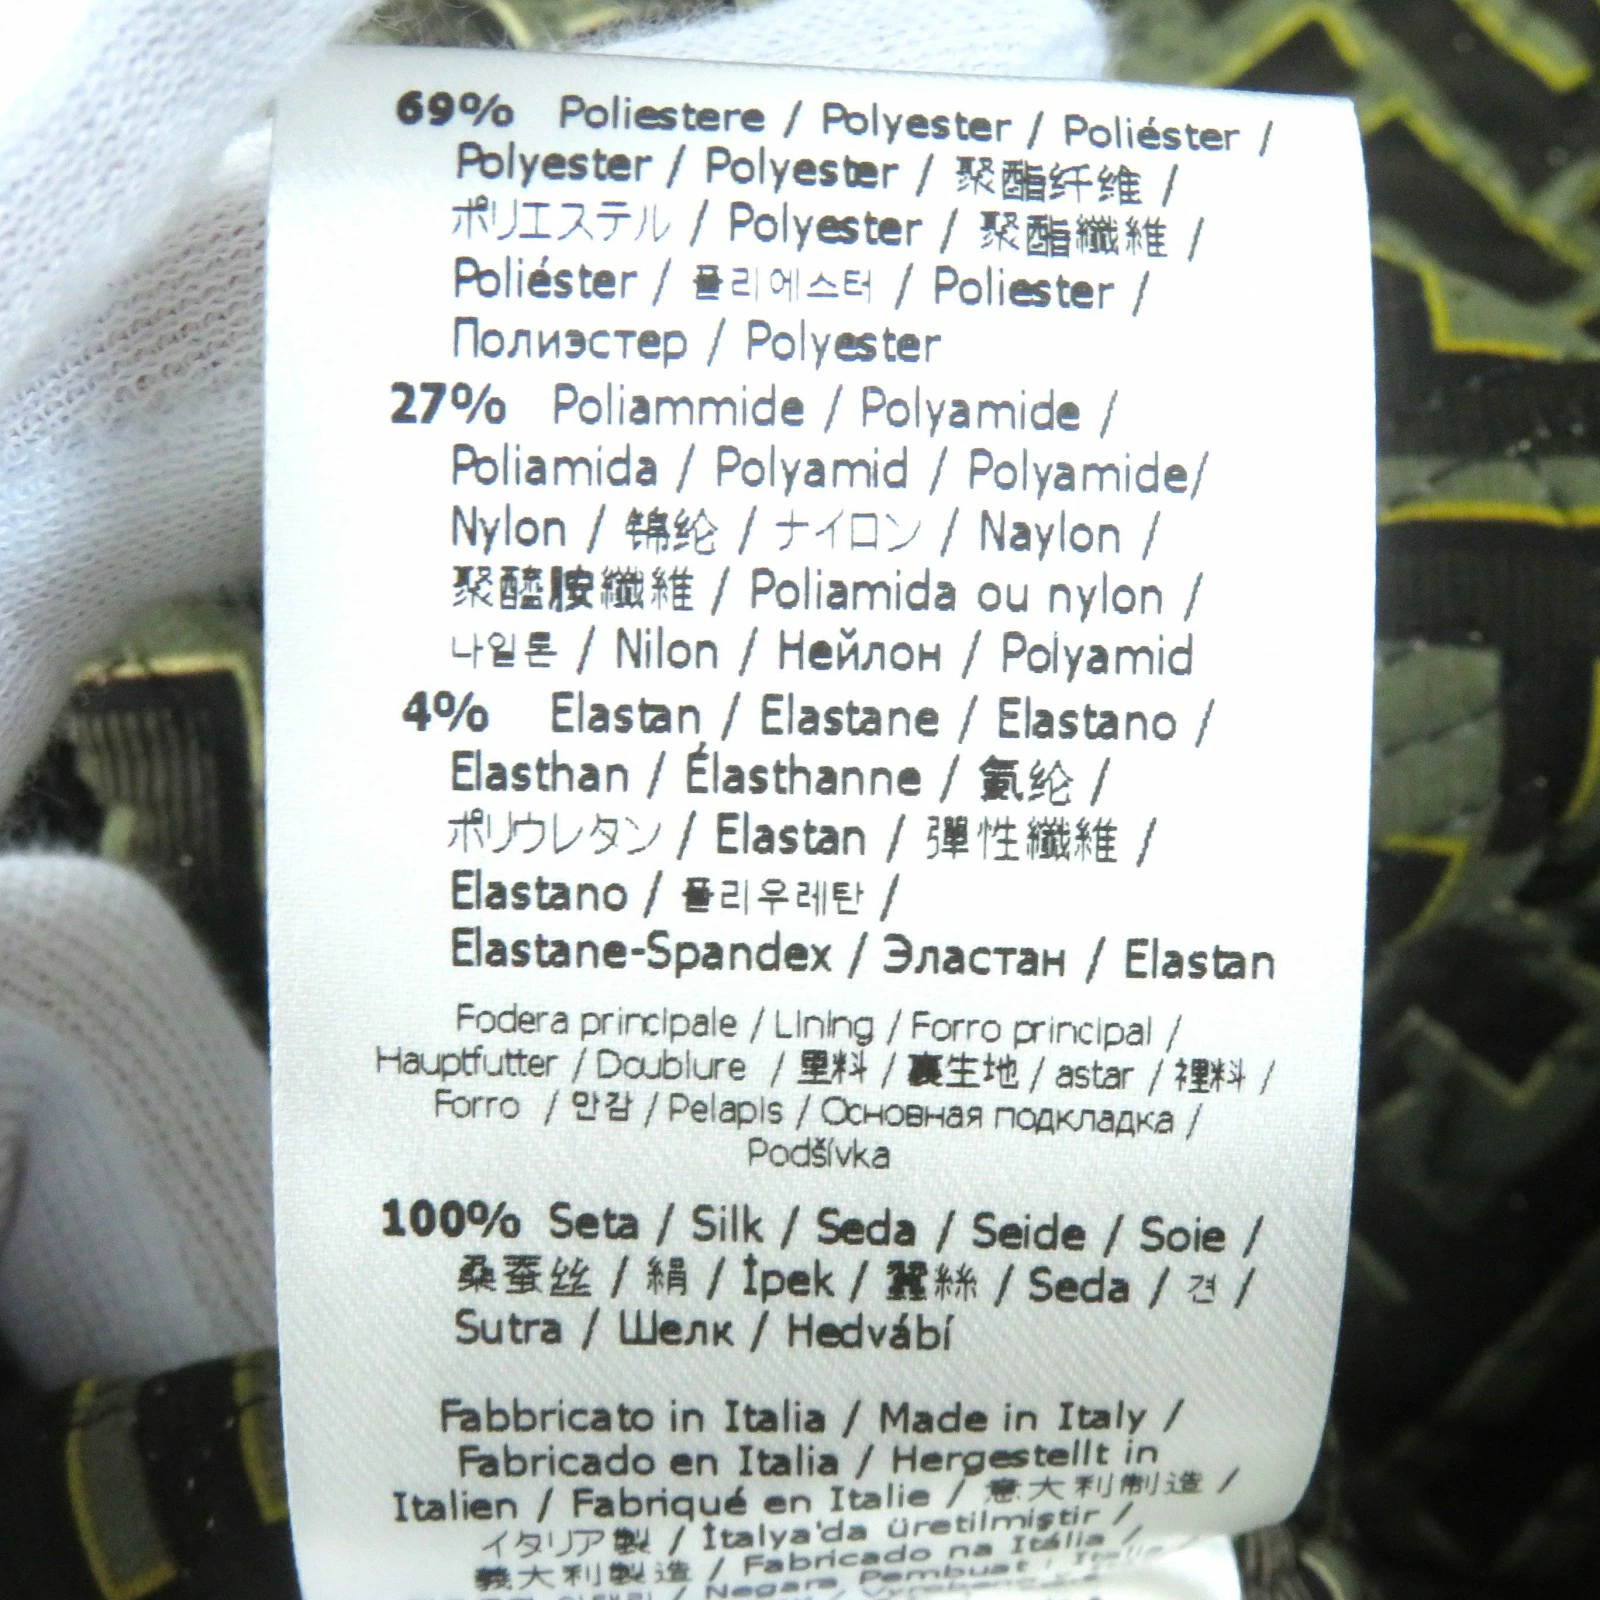 69% Poliestere / Polyester / Poliéster /
Polyester / Polyester / 聚酯纤维 /
ポリエステル / Polyester / 聚酯纖維 /
Poliéster / 폴리에스터 / Poliester /
Полиэстер / Polyester
27% Poliammide / Polyamide /
Poliamida / Polyamid / Polyamide/
Nylon / 锦纶 / ナイロン / Naylon /
聚醯胺纖維 / Poliamida ou nylon /
나일론 / Nilon / Нейлон / Polyamid
4% Elastan / Elastane / Elastano /
Elasthan / Élasthanne / 氨纶 /
ポリウレタン / Elastan / 彈性纖維 /
Elastano / 폴리우레탄 /
Elastane-Spandex / Эластан / Elastan
Fodera principale / Lining / Forro principal /
Hauptfutter / Doublure / 里料 / 裏生地 / astar / 裡料 /
Forro / 안감 / Pelapis / Основная подкладка /
Podšívka
100% Seta / Silk / Seda / Seide / Soie /
桑蚕丝 / 絹 / İpek / 蠶絲 / Seda / 견 /
Sutra / Шелк / Hedvábí
Fabbricato in Italia / Made in Italy /
Fabricado en Italia / Hergestellt in
Italien / Fabriqué en Italie / 意大利制造 /
イタリア製 / İtalya'da üretilmiştir /
義大利製造 / Fabricado na Itália /
/ Negara Pembuat :